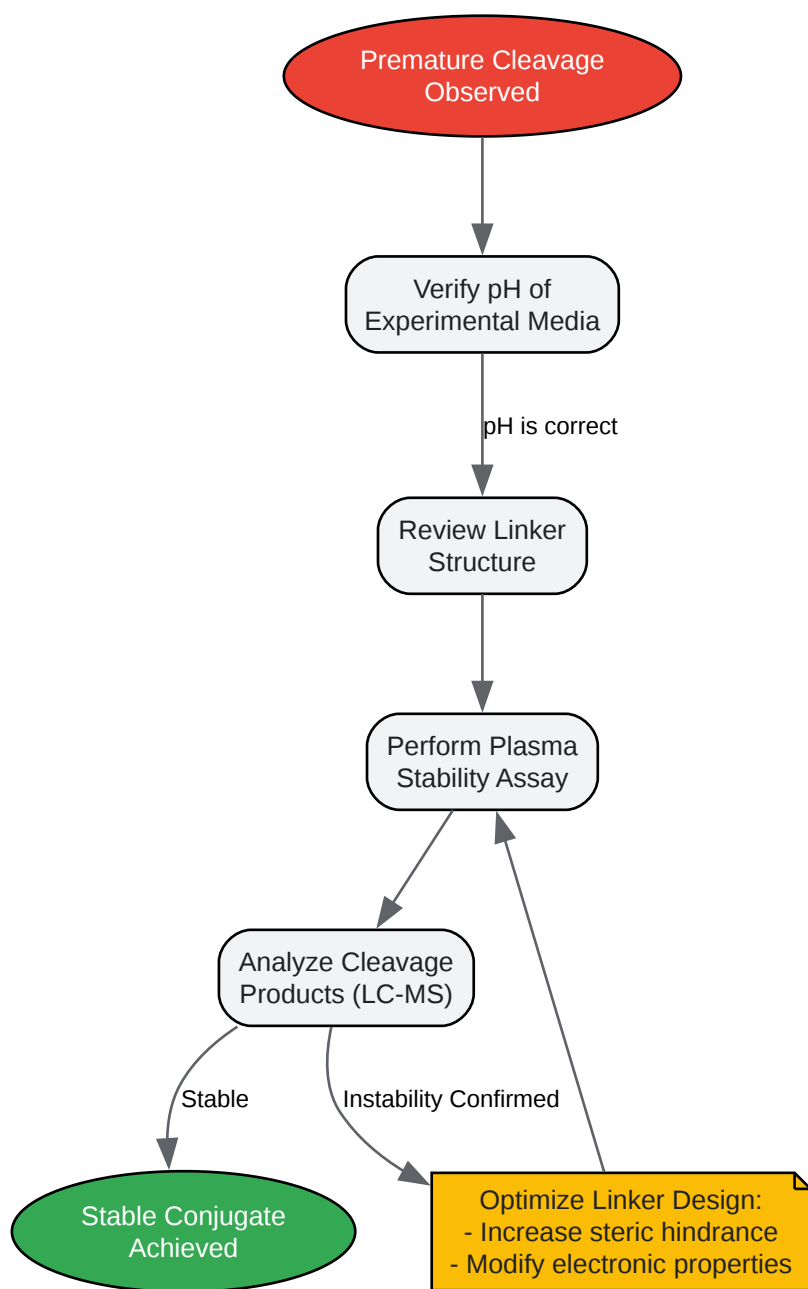 Premature Cleavage
Observed
Verify pH of
Experimental Media
pH is correct
Review Linker
Structure
Perform Plasma
Stability Assay
Analyze Cleavage
Products (LC-MS)
Stable
Instability Confirmed
Stable Conjugate
Achieved
Optimize Linker Design:
- Increase steric hindrance
- Modify electronic properties